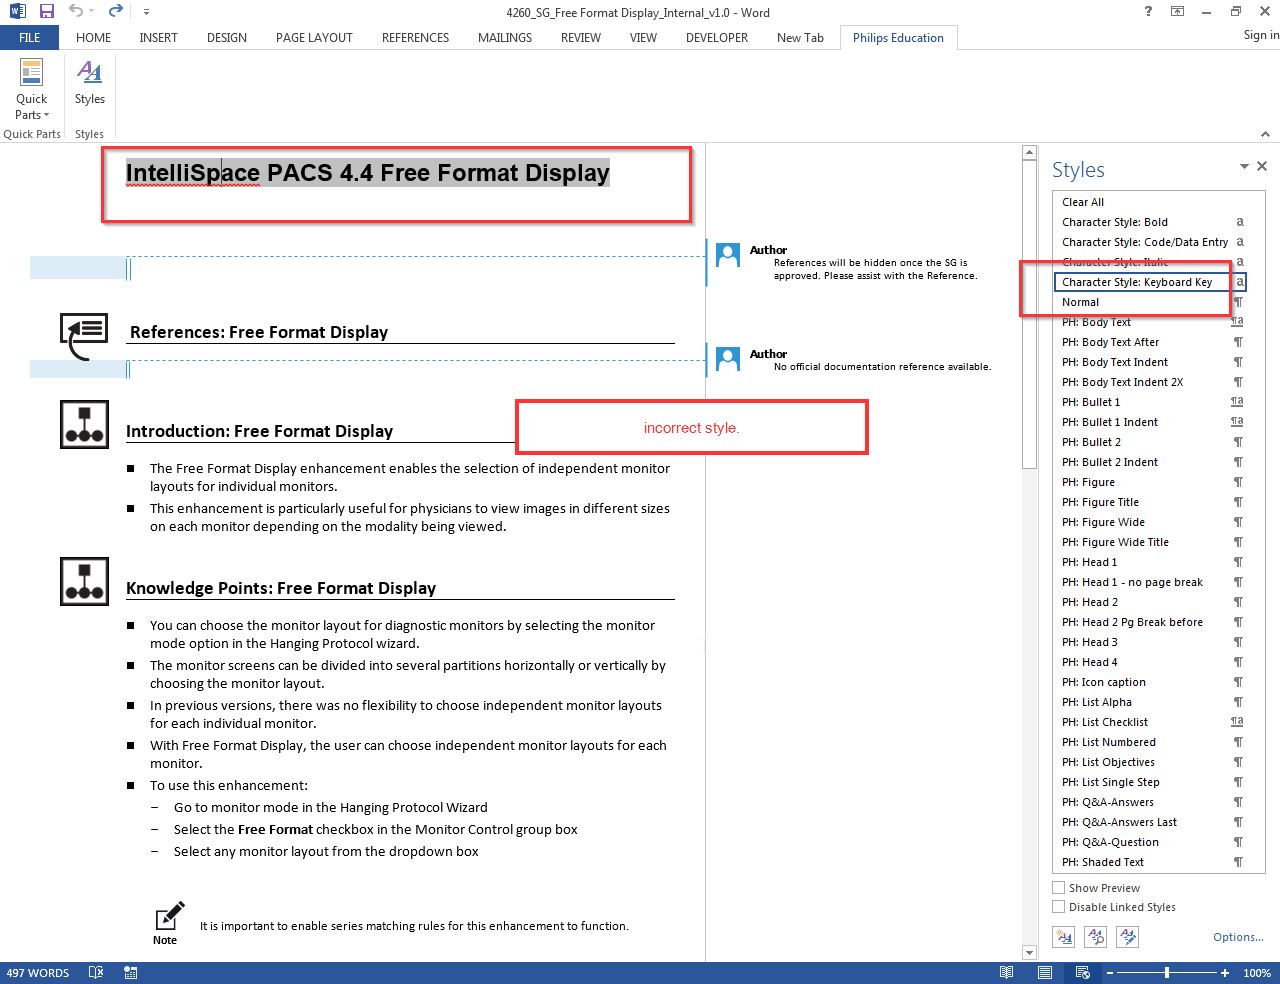 4260_SG_Free Format Display_Internal_v1.0 - Word
?
FILE HOME INSERT DESIGN PAGE LAYOUT REFERENCES MAILINGS REVIEW VIEW DEVELOPER New Tab Philips Education Sign in
Quick
Parts
Styles
Quick Parts Styles
IntelliSpace PACS 4.4 Free Format Display
Author
References will be hidden once the SG is
approved. Please assist with the Reference.
References: Free Format Display
Author
No official documentation reference available.
Introduction: Free Format Display
incorrect style.
■ The Free Format Display enhancement enables the selection of independent monitor
layouts for individual monitors.
■ This enhancement is particularly useful for physicians to view images in different sizes
on each monitor depending on the modality being viewed.
Knowledge Points: Free Format Display
■ You can choose the monitor layout for diagnostic monitors by selecting the monitor
mode option in the Hanging Protocol wizard.
■ The monitor screens can be divided into several partitions horizontally or vertically by
choosing the monitor layout.
■ In previous versions, there was no flexibility to choose independent monitor layouts
for each individual monitor.
■ With Free Format Display, the user can choose independent monitor layouts for each
monitor.
■ To use this enhancement:
– Go to monitor mode in the Hanging Protocol Wizard
– Select the Free Format checkbox in the Monitor Control group box
– Select any monitor layout from the dropdown box
Note
It is important to enable series matching rules for this enhancement to function.
Styles
Clear All
Character Style: Bold a
Character Style: Code/Data Entry a
Character Style: Italic a
Character Style: Keyboard Key a
Normal ¶
PH: Body Text ¶a
PH: Body Text After ¶
PH: Body Text Indent ¶
PH: Body Text Indent 2X ¶
PH: Bullet 1 ¶a
PH: Bullet 1 Indent ¶a
PH: Bullet 2 ¶
PH: Bullet 2 Indent ¶
PH: Figure ¶
PH: Figure Title ¶
PH: Figure Wide ¶
PH: Figure Wide Title ¶
PH: Head 1 ¶
PH: Head 1 - no page break ¶
PH: Head 2 ¶
PH: Head 2 Pg Break before ¶
PH: Head 3 ¶
PH: Head 4 ¶
PH: Icon caption ¶
PH: List Alpha ¶
PH: List Checklist ¶a
PH: List Numbered ¶
PH: List Objectives ¶
PH: List Single Step ¶
PH: Q&A-Answers ¶
PH: Q&A-Answers Last ¶
PH: Q&A-Question ¶
PH: Shaded Text ¶
Show Preview
Disable Linked Styles
Options...
497 WORDS 100%